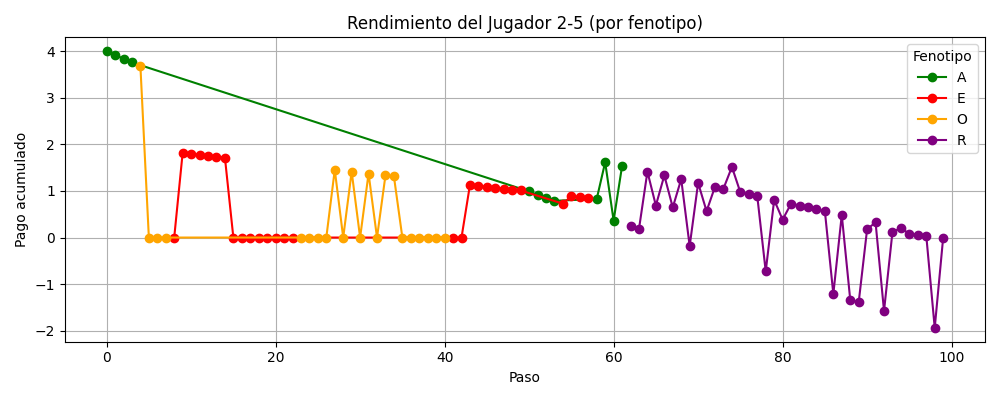 Rendimiento del Jugador 2-5 (por fenotipo)
Pago acumulado
4
3
2
1
0
−1
−2
0
20
40
60
80
100
Paso
Fenotipo
A
E
O
R